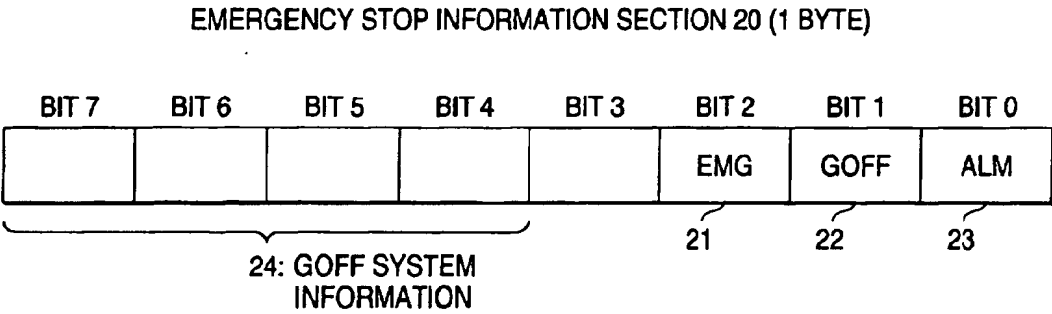 EMERGENCY STOP INFORMATION SECTION 20 (1 BYTE)
BIT 7 BIT 6 BIT 5 BIT 4 BIT 3 BIT 2 BIT 1 BIT 0
EMG GOFF ALM
21 22 23
24: GOFF SYSTEM
INFORMATION